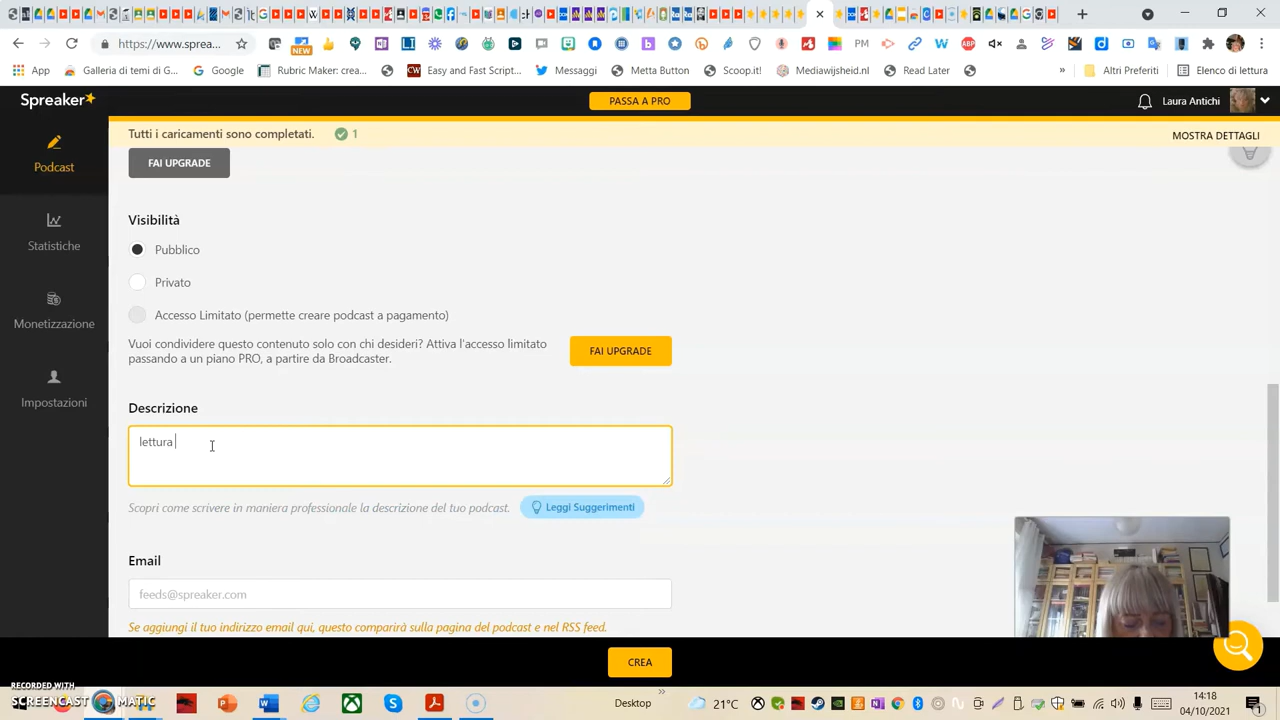 https://www.sprea...
NEW
PM
ABP
App
Galleria di temi di G...
Google
Rubric Maker: crea...
Easy and Fast Script...
Messaggi
Metta Button
Scoop.it!
Mediawijsheid.nl
Read Later
»
Altri Preferiti
Elenco di lettura
Spreaker
PASSA A PRO
Laura Antichi
Tutti i caricamenti sono completati.
1
MOSTRA DETTAGLI
Podcast
FAI UPGRADE
Visibilità
Statistiche
Pubblico
Privato
Monetizzazione
Accesso Limitato (permette creare podcast a pagamento)
Vuoi condividere questo contenuto solo con chi desideri? Attiva l'accesso limitato
passando a un piano PRO, a partire da Broadcaster.
FAI UPGRADE
Impostazioni
Descrizione
lettura
Scopri come scrivere in maniera professionale la descrizione del tuo podcast.
Leggi Suggerimenti
Email
feeds@spreaker.com
Se aggiungi il tuo indirizzo email qui, questo comparirà sulla pagina del podcast e nel RSS feed.
CREA
RECORDED WITH
SCREENCAST MATIC
Desktop
»
21°C
14:18
04/10/2021